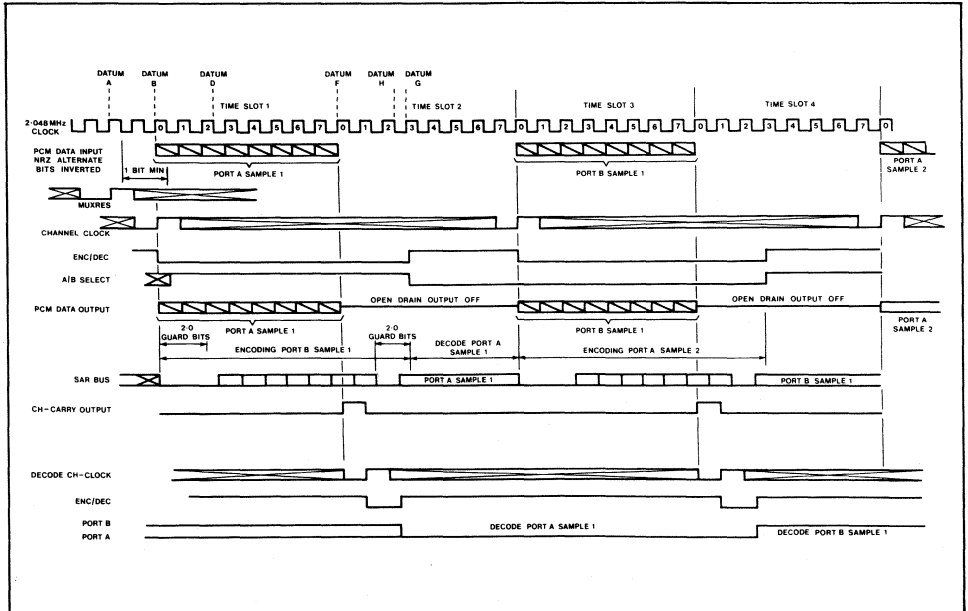 DATUM A
DATUM B
DATUM D
DATUM F
DATUM H
DATUM G
TIME SLOT 1
TIME SLOT 2
TIME SLOT 3
TIME SLOT 4
2·048MHz CLOCK
0 1 2 3 4 5 6 7 0 1 2 3 4 5 6 7 0 1 2 3 4 5 6 7 0 1 2 3 4 5 6 7 0
PCM DATA INPUT
NRZ ALTERNATE
BITS INVERTED
1 BIT MIN
PORT A SAMPLE 1
PORT B SAMPLE 1
PORT A
SAMPLE 2
MUXRES
CHANNEL CLOCK
ENC/DEC
A/B SELECT
PCM DATA OUTPUT
OPEN DRAIN OUTPUT OFF
OPEN DRAIN OUTPUT OFF
PORT A SAMPLE 1
PORT B SAMPLE 1
PORT A
SAMPLE 2
2·0
GUARD BITS
2·0
GUARD BITS
ENCODING PORT B SAMPLE 1
DECODE PORT A
SAMPLE 1
ENCODING PORT A SAMPLE 2
SAR BUS
PORT A SAMPLE 1
PORT B SAMPLE 1
CH-CARRY OUTPUT
DECODE CH-CLOCK
ENC/DEC
PORT B
PORT A
DECODE PORT A SAMPLE 1
DECODE PORT B SAMPLE 1